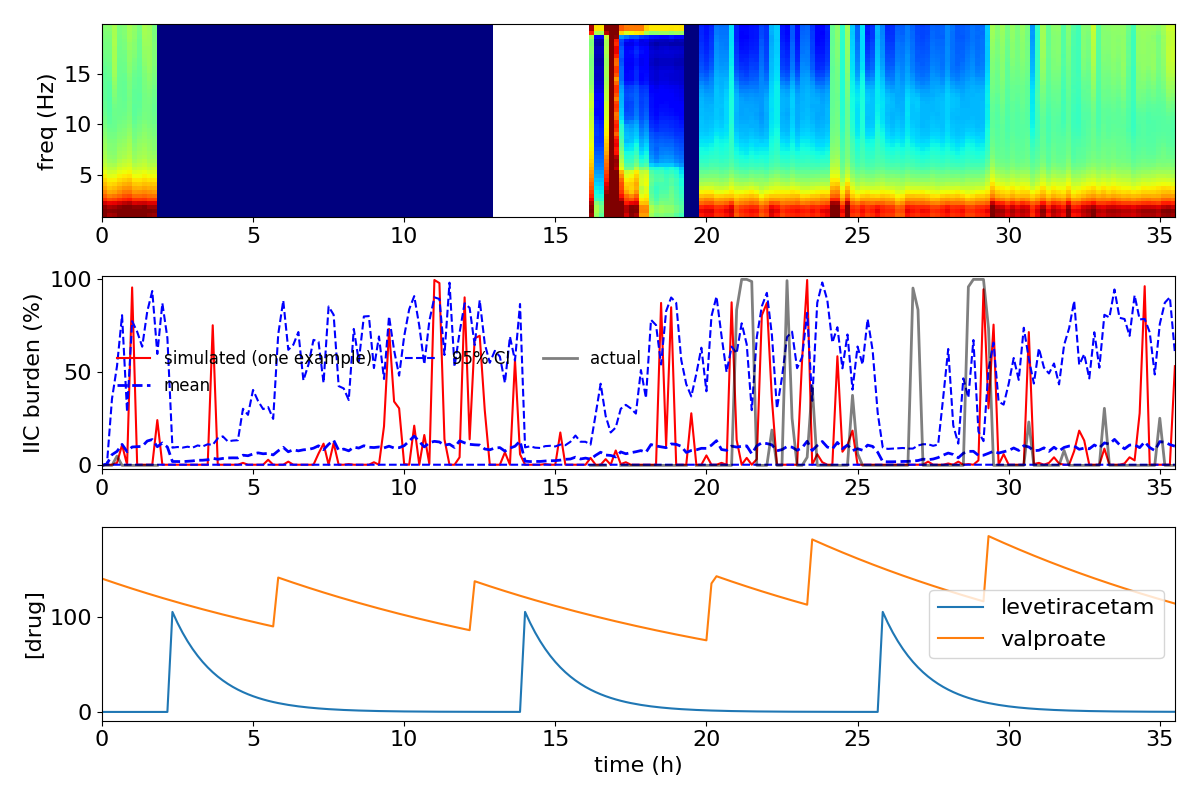 freq (Hz)
15
10
5
0 5 10 15 20 25 30 35
IIC burden (%)
100
50
0
simulated (one example) 95% CI actual
mean
0 5 10 15 20 25 30 35
[drug]
100
0
levetiracetam
valproate
0 5 10 15 20 25 30 35
time (h)